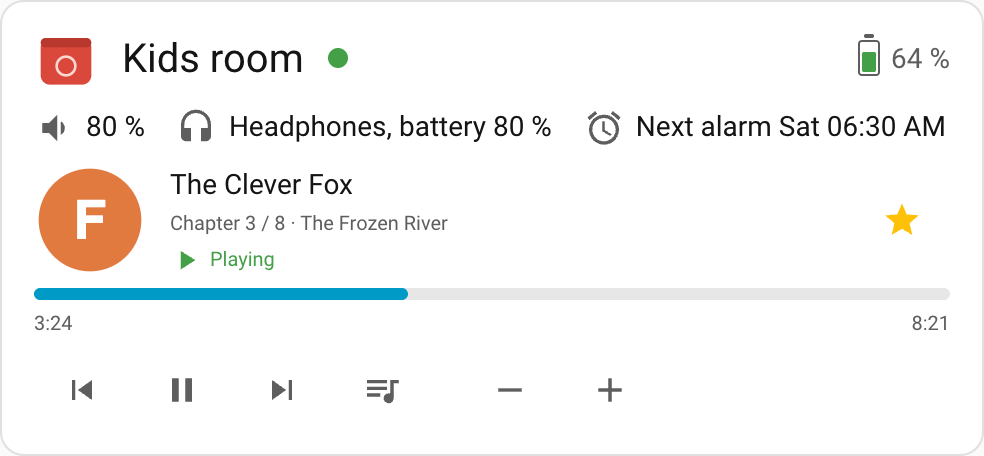 Kids room
64 %
80 % Headphones, battery 80 % Next alarm Sat 06:30 AM
F
The Clever Fox
Chapter 3 / 8 · The Frozen River
Playing
3:24 8:21